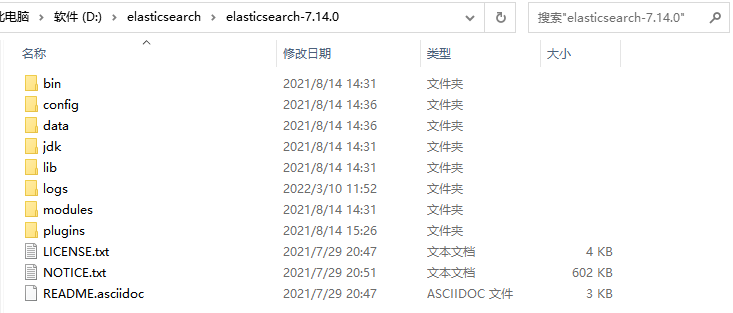 此电脑 › 软件 (D:) › elasticsearch › elasticsearch-7.14.0 搜索"elasticsearch-7.14.0"
名称 修改日期 类型 大小
bin 2021/8/14 14:31 文件夹
config 2021/8/14 14:36 文件夹
data 2021/8/14 14:36 文件夹
jdk 2021/8/14 14:31 文件夹
lib 2021/8/14 14:31 文件夹
logs 2022/3/10 11:52 文件夹
modules 2021/8/14 14:31 文件夹
plugins 2021/8/14 15:26 文件夹
LICENSE.txt 2021/7/29 20:47 文本文档 4 KB
NOTICE.txt 2021/7/29 20:51 文本文档 602 KB
README.asciidoc 2021/7/29 20:47 ASCIIDOC 文件 3 KB